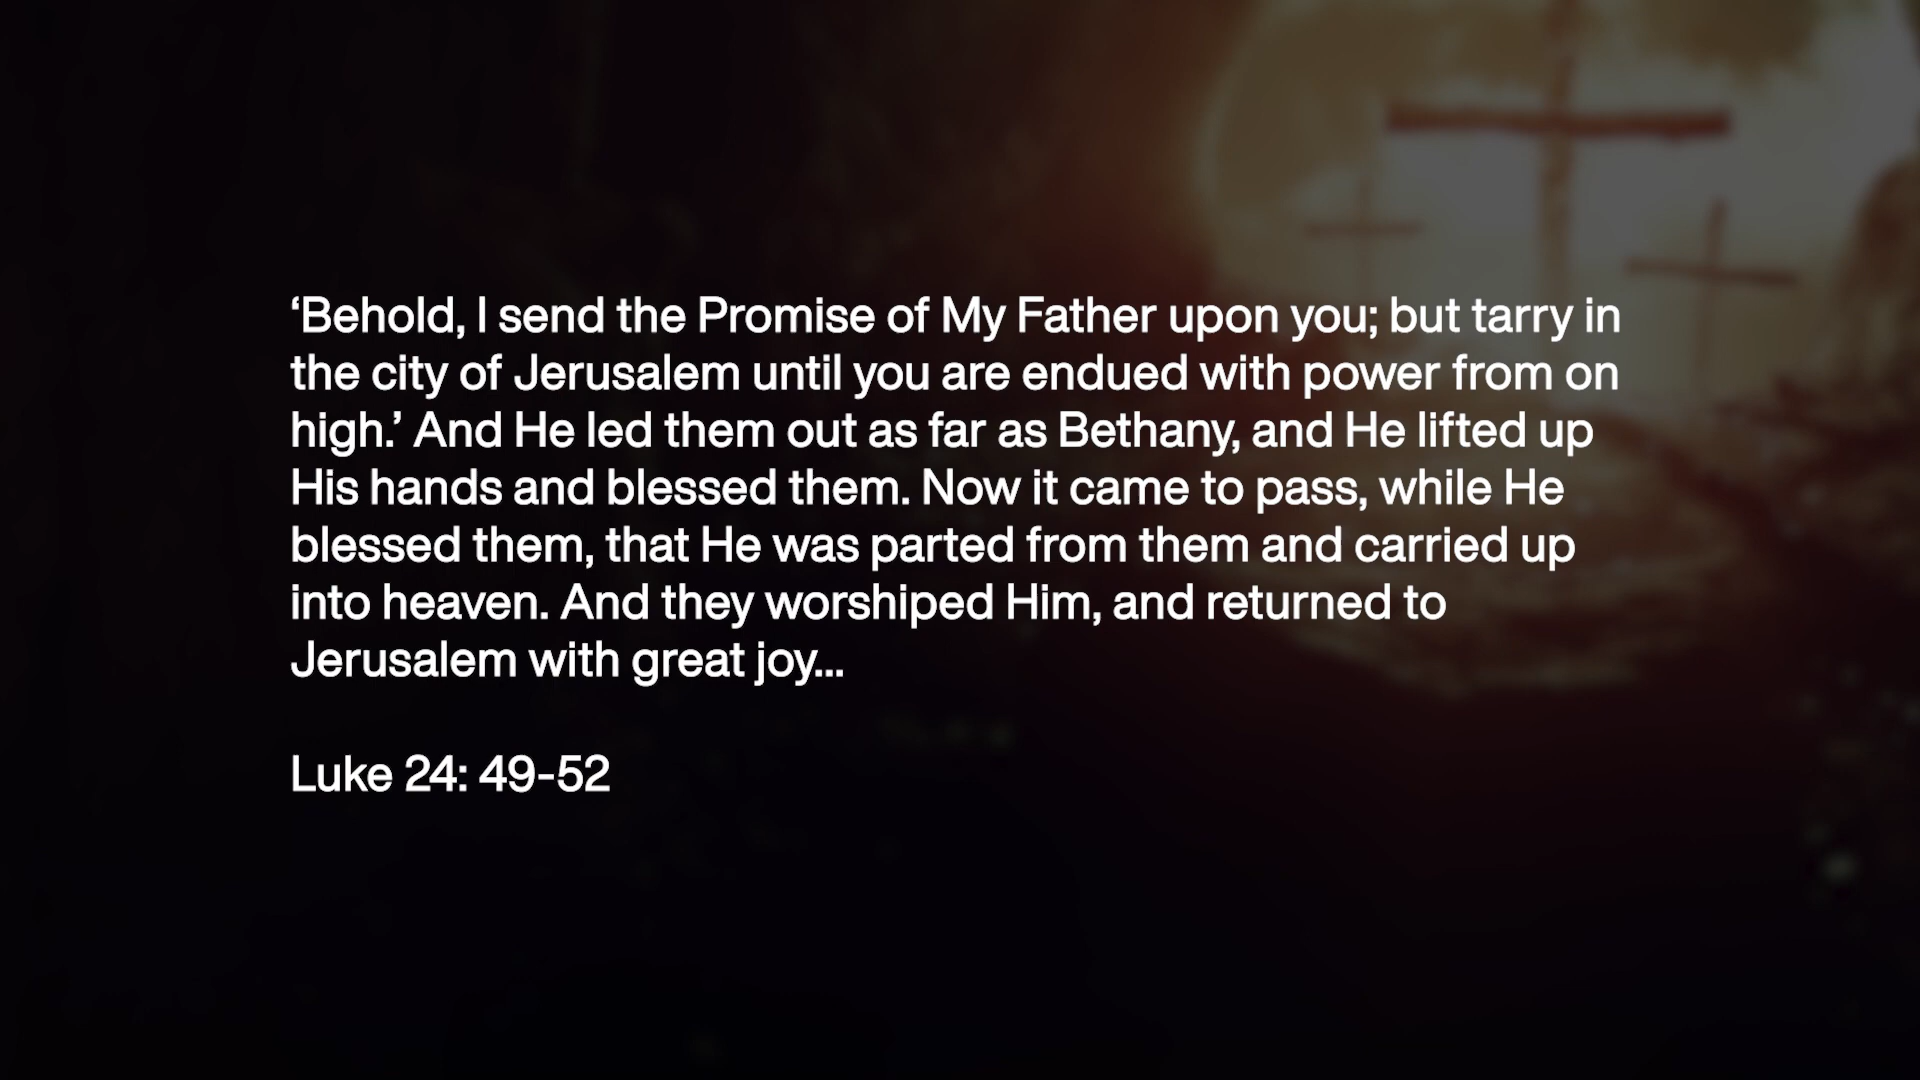 ‘Behold, I send the Promise of My Father upon you; but tarry in
the city of Jerusalem until you are endued with power from on
high.’ And He led them out as far as Bethany, and He lifted up
His hands and blessed them. Now it came to pass, while He
blessed them, that He was parted from them and carried up
into heaven. And they worshiped Him, and returned to
Jerusalem with great joy...
Luke 24: 49-52